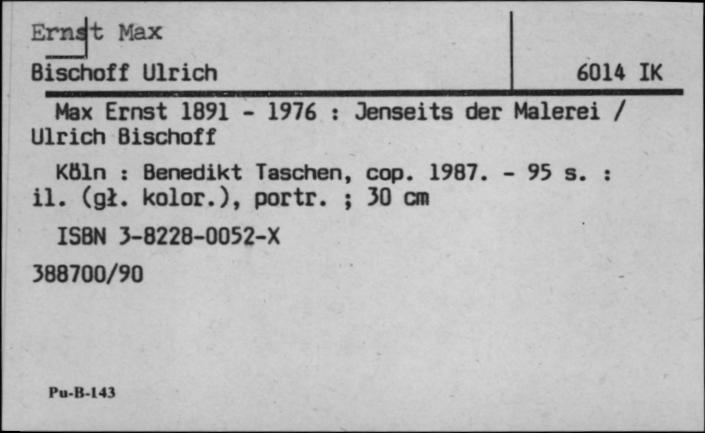 Ernst Max
Bischoff Ulrich 6014 IK
Max Ernst 1891 - 1976 : Jenseits der Malerei /
Ulrich Bischoff
Köln : Benedikt Taschen, cop. 1987. - 95 s. :
il. (gł. kolor.), portr. ; 30 cm
ISBN 3-8228-0052-X
388700/90
Pu-B-143